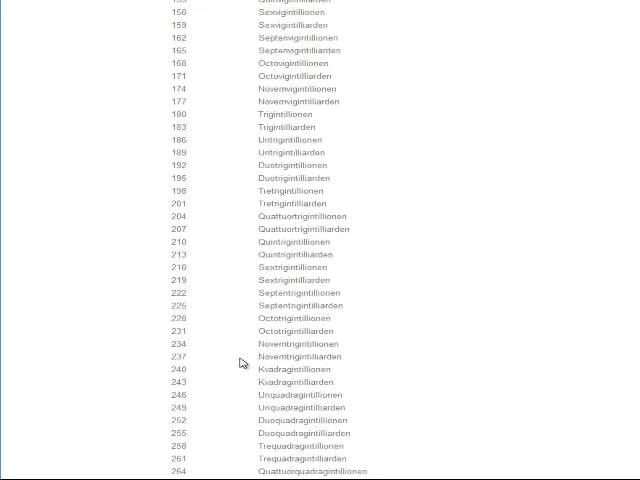 156 Sexvigintillionen
159 Sexvigintilliarden
162 Septenvigintillionen
165 Septenvigintilliarden
168 Octovigintillionen
171 Octovigintilliarden
174 Novemvigintillionen
177 Novemvigintilliarden
180 Trigintillionen
183 Trigintilliarden
186 Untrigintillionen
189 Untrigintilliarden
192 Duotrigintillionen
195 Duotrigintilliarden
198 Tretrigintillionen
201 Tretrigintilliarden
204 Quattuortrigintillionen
207 Quattuortrigintilliarden
210 Quintrigintillionen
213 Quintrigintilliarden
216 Sextrigintillionen
219 Sextrigintilliarden
222 Septentrigintillionen
225 Septentrigintilliarden
228 Octotrigintillionen
231 Octotrigintilliarden
234 Novemtrigintillionen
237 Novemtrigintilliarden
240 Kvadragintillionen
243 Kvadragintilliarden
246 Unquadragintillionen
249 Unquadragintilliarden
252 Duoquadragintillionen
255 Duoquadragintilliarden
258 Trequadragintillionen
261 Trequadragintilliarden
264 Quattuorquadragintillionen